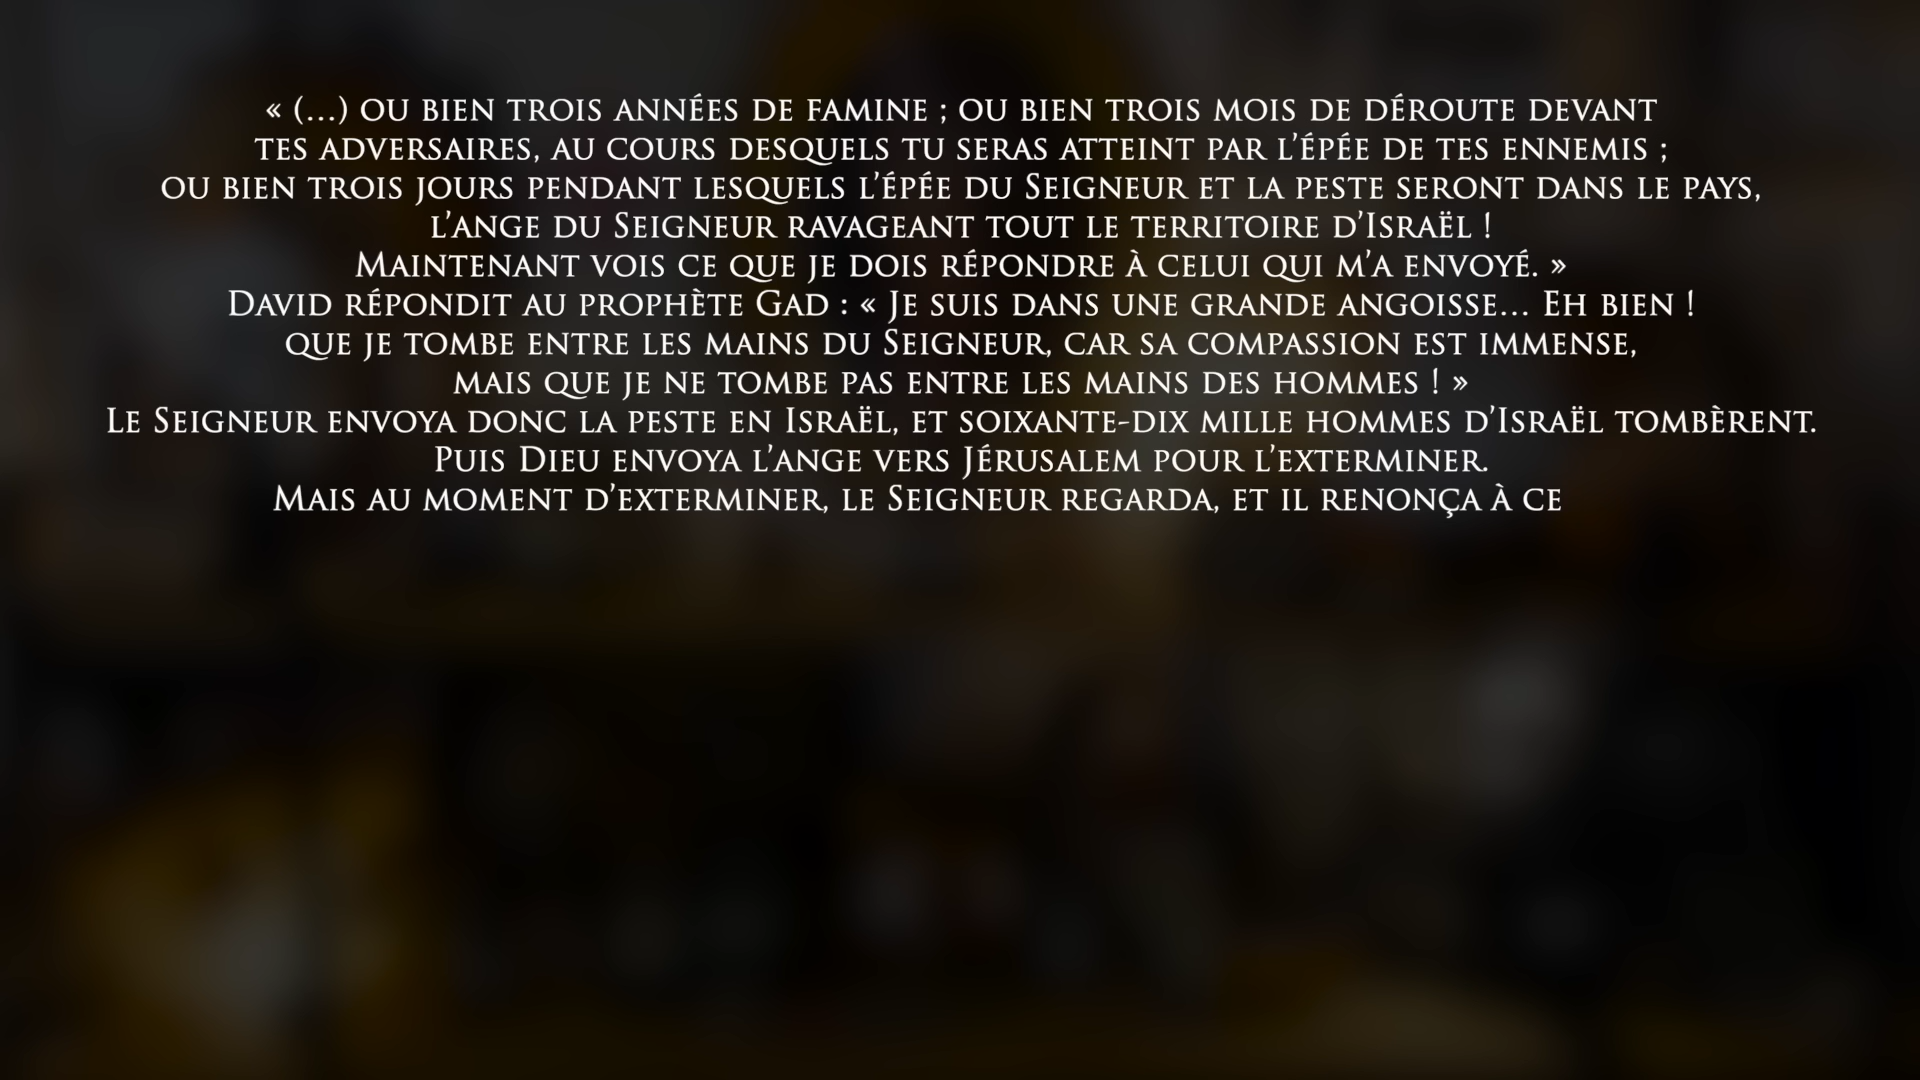 « (…) ou bien trois années de famine ; ou bien trois mois de déroute devant
tes adversaires, au cours desquels tu seras atteint par l’épée de tes ennemis ;
ou bien trois jours pendant lesquels l’épée du Seigneur et la peste seront dans le pays,
l’ange du Seigneur ravageant tout le territoire d’Israël !
Maintenant vois ce que je dois répondre à celui qui m’a envoyé. »
David répondit au prophète Gad : « Je suis dans une grande angoisse… Eh bien !
que je tombe entre les mains du Seigneur, car sa compassion est immense,
mais que je ne tombe pas entre les mains des hommes ! »
Le Seigneur envoya donc la peste en Israël, et soixante-dix mille hommes d’Israël tombèrent.
Puis Dieu envoya l’ange vers Jérusalem pour l’exterminer.
Mais au moment d’exterminer, le Seigneur regarda, et il renonça à ce